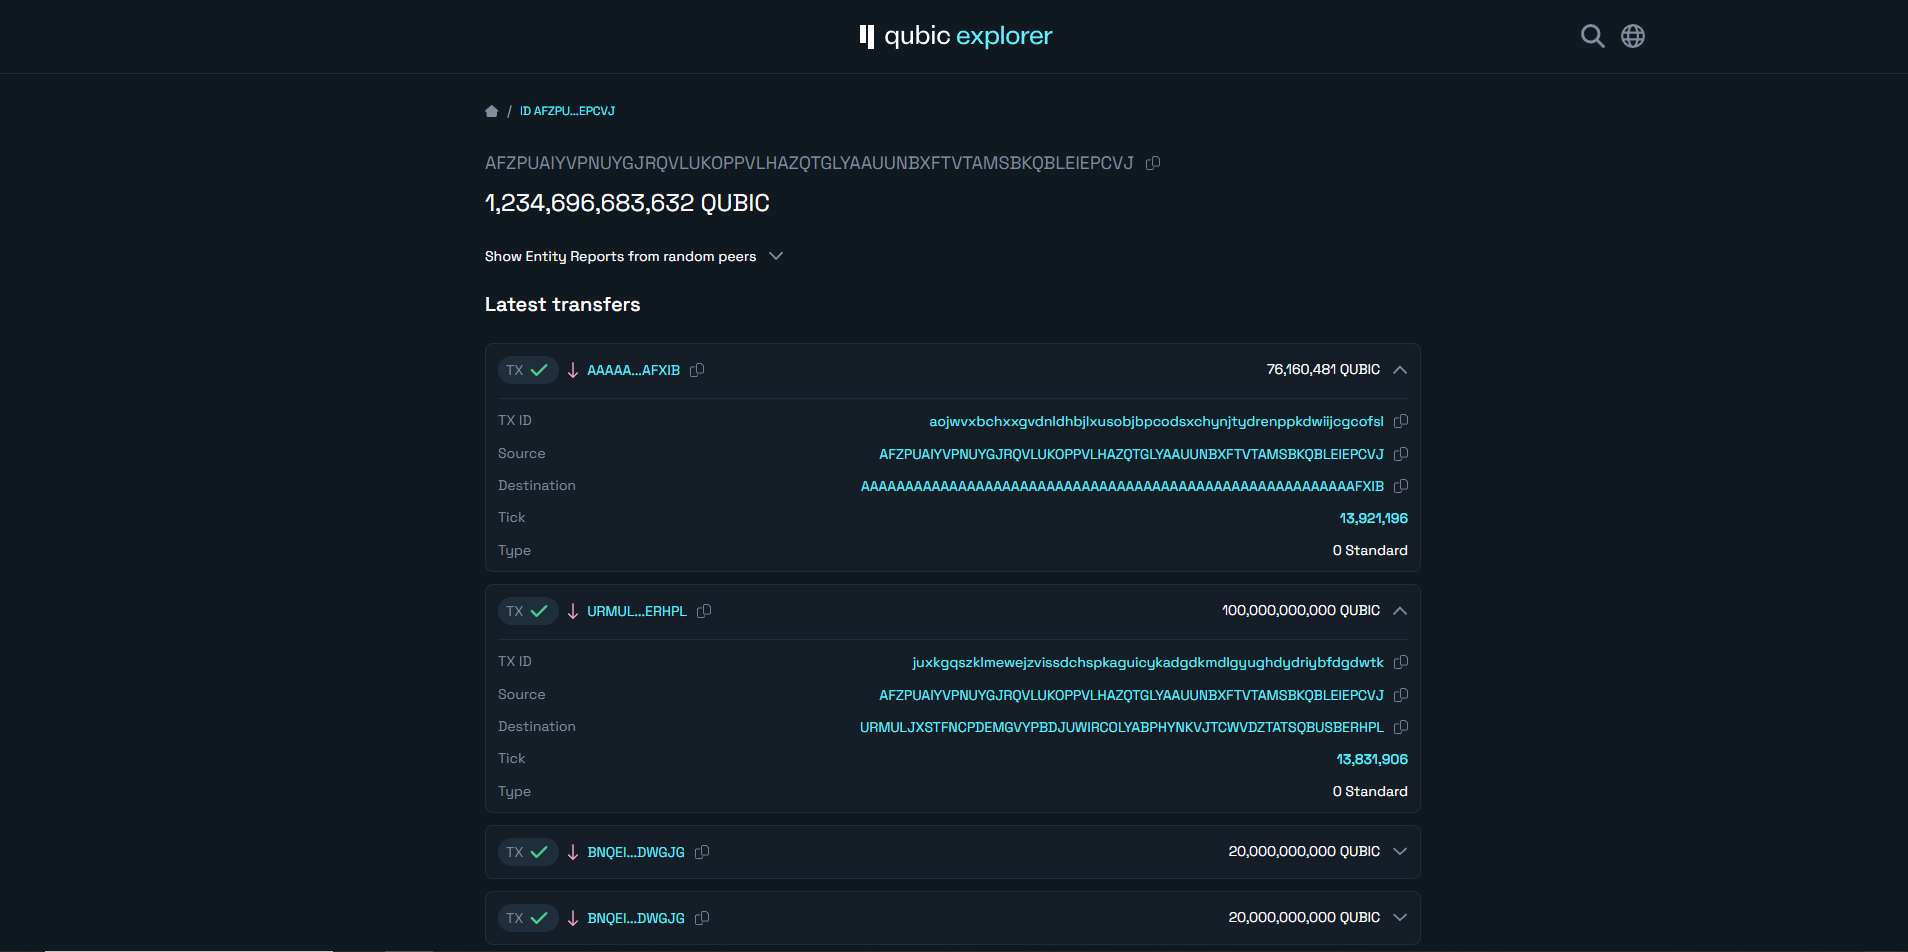 qubic explorer
/ ID AFZPU...EPCVJ
AFZPUAIYVPNUYGJRQVLUKOPPVLHAZQTGLYAAUUNBXFTVTAMSBKQBLEIEPCVJ
1,234,696,683,632 QUBIC
Show Entity Reports from random peers
Latest transfers
TX AAAAA...AFXIB 76,160,481 QUBIC
TX ID aojwvxbchxxgvdnldhbjlxusobjbpcodsxchynjtydrenppkdwiijcgcofsl
Source AFZPUAIYVPNUYGJRQVLUKOPPVLHAZQTGLYAAUUNBXFTVTAMSBKQBLEIEPCVJ
Destination AAAAAAAAAAAAAAAAAAAAAAAAAAAAAAAAAAAAAAAAAAAAAAAAAAAAAAAAAFXIB
Tick 13,921,196
Type 0 Standard
TX URMUL...ERHPL 100,000,000,000 QUBIC
TX ID juxkgqszklmewejzvissdchspkaguicykadgdkmdlgyughdydriybfdgdwtk
Source AFZPUAIYVPNUYGJRQVLUKOPPVLHAZQTGLYAAUUNBXFTVTAMSBKQBLEIEPCVJ
Destination URMULJXSTFNCPDEMGVYPBDJUWIRCOLYABPHYNKVJTCWVDZTATSQBUSBERHPL
Tick 13,831,906
Type 0 Standard
TX BNQEI...DWGJG 20,000,000,000 QUBIC
TX BNQEI...DWGJG 20,000,000,000 QUBIC